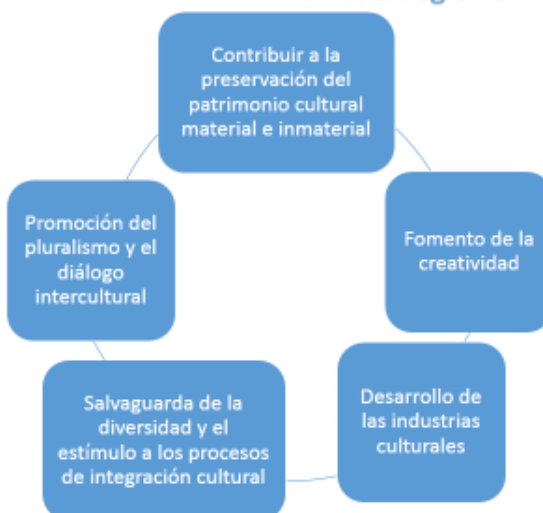 Contribuir a la
preservación del
patrimonio cultural
material e inmaterial
Fomento de la
creatividad
Desarrollo de
las industrias
culturales
Salvaguarda de la
diversidad y el
estímulo a los procesos
de integración cultural
Promoción del
pluralismo y el
diálogo
intercultural